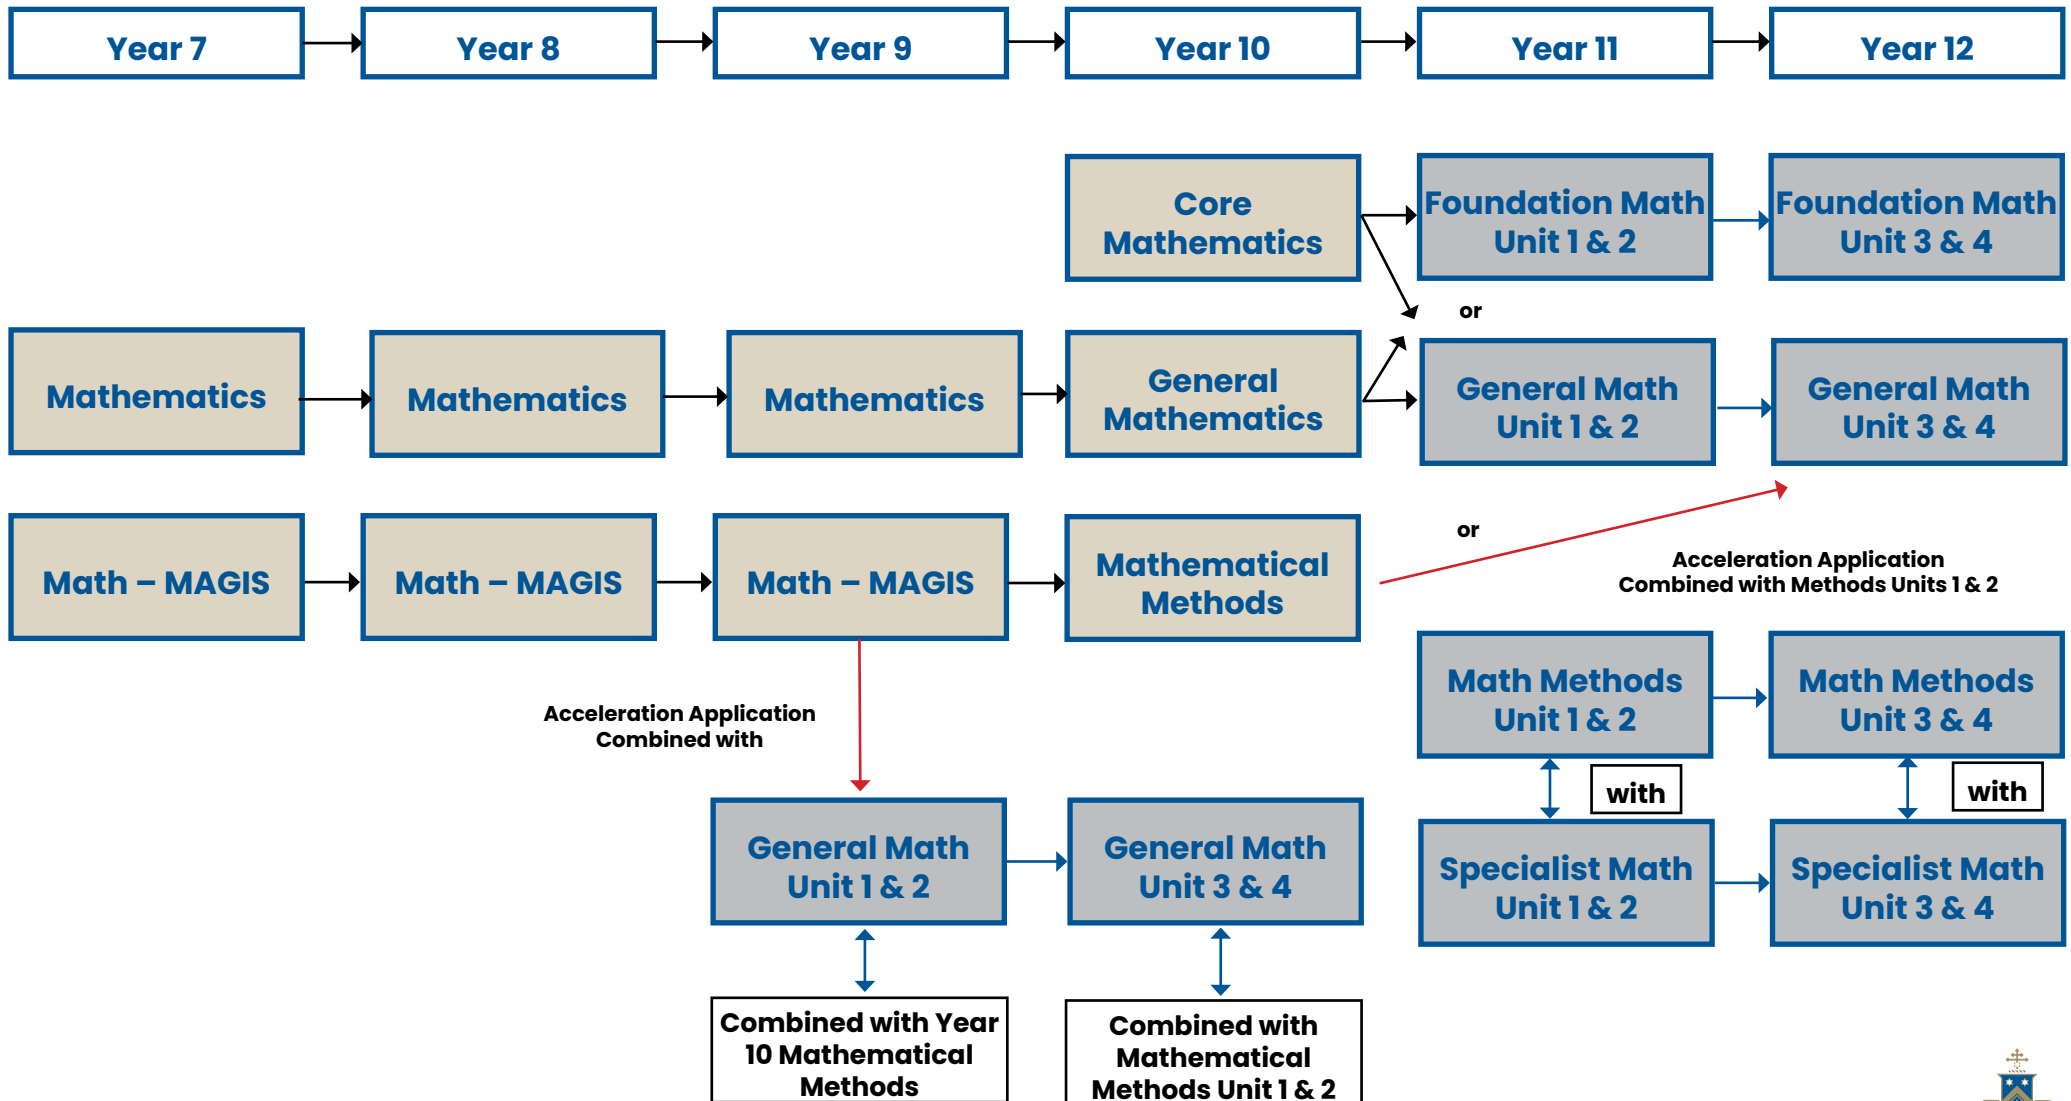 Year 7
Year 8
Year 9
Year 10
Year 11
Year 12
Core
Mathematics
Foundation Math
Unit 1 & 2
Foundation Math
Unit 3 & 4
or
Mathematics
Mathematics
Mathematics
General
Mathematics
General Math
Unit 1 & 2
General Math
Unit 3 & 4
Math – MAGIS
Math – MAGIS
Math – MAGIS
Mathematical
Methods
or
Acceleration Application
Combined with Methods Units 1 & 2
Math Methods
Unit 1 & 2
Math Methods
Unit 3 & 4
Acceleration Application
Combined with
with
with
General Math
Unit 1 & 2
General Math
Unit 3 & 4
Specialist Math
Unit 1 & 2
Specialist Math
Unit 3 & 4
Combined with Year
10 Mathematical
Methods
Combined with
Mathematical
Methods Unit 1 & 2